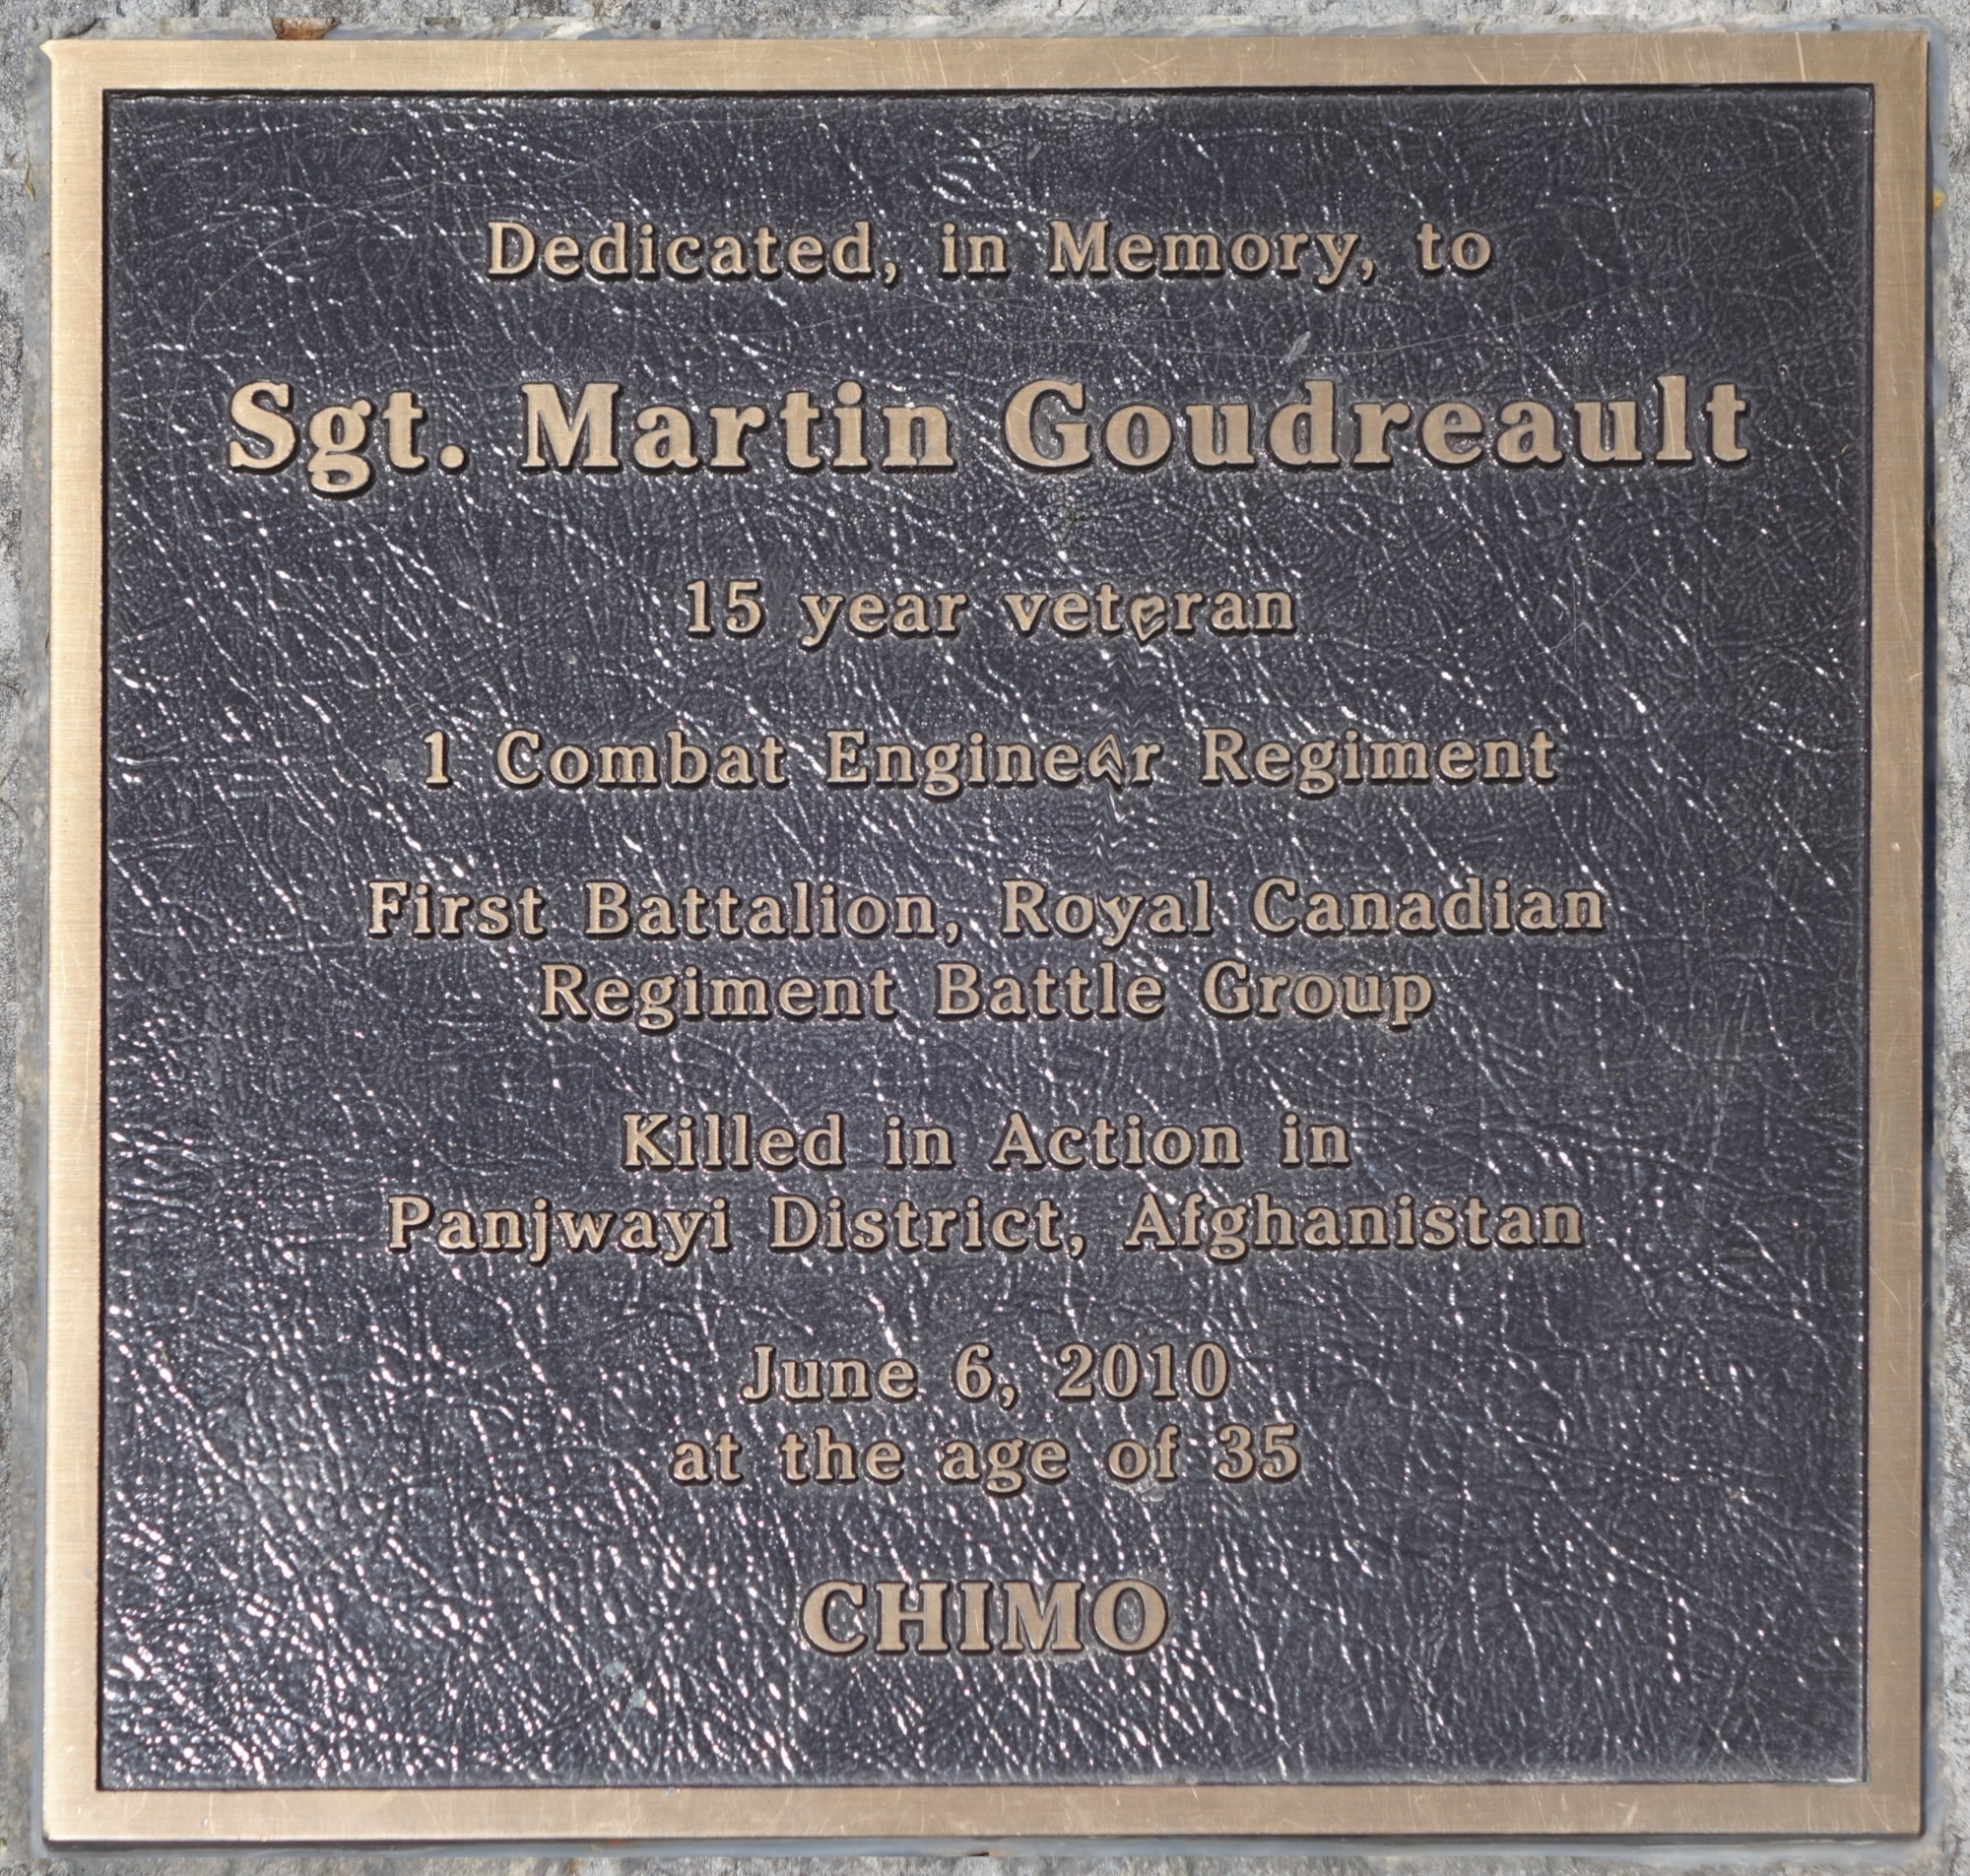 Dedicated, in Memory, to
Sgt. Martin Goudreault
15 year veteran
1 Combat Engineer Regiment
First Battalion, Royal Canadian
Regiment Battle Group
Killed in Action in
Panjwayi District, Afghanistan
June 6, 2010
at the age of 35
CHIMO